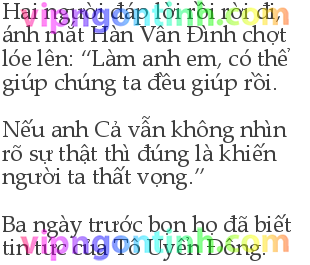 Hai người đáp lời rồi rời đi,
ánh mắt Hàn Vân Đình chợt
lóe lên: “Làm anh em, có thể
giúp chúng ta đều giúp rồi.
Nếu anh Cả vẫn không nhìn
rõ sự thật thì đúng là khiến
người ta thất vọng.”
Ba ngày trước bọn họ đã biết
tin tức của Tô Uyển Đồng.
vipngontinh.com
vipngontinh.com